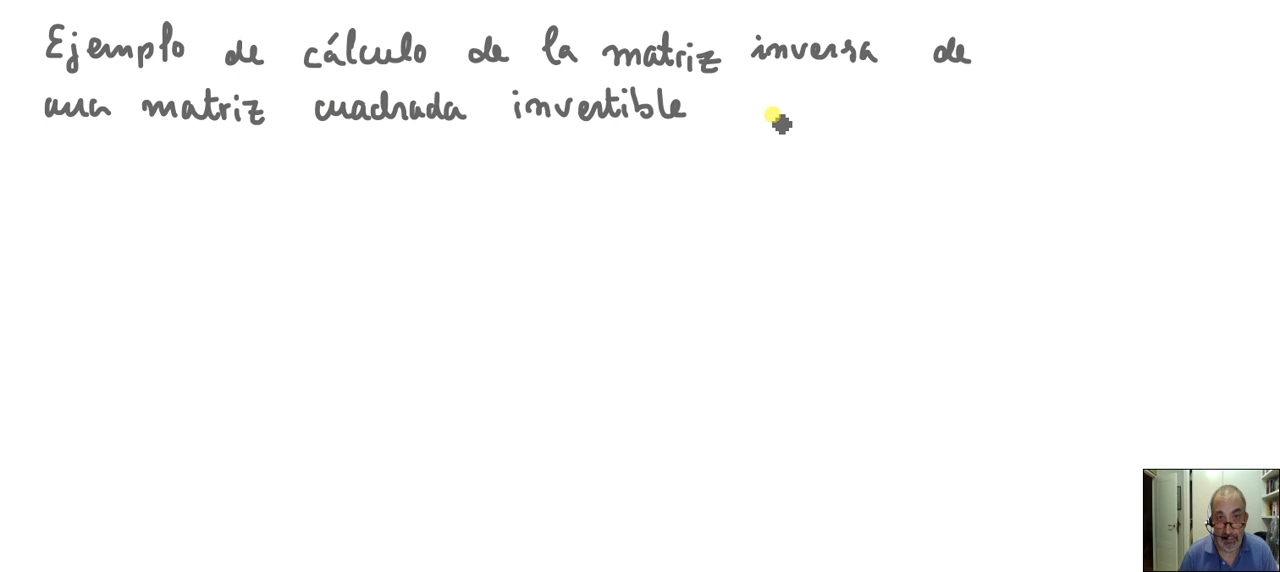 Ejemplo de cálculo de la matriz inversa de
una matriz cuadrada invertible